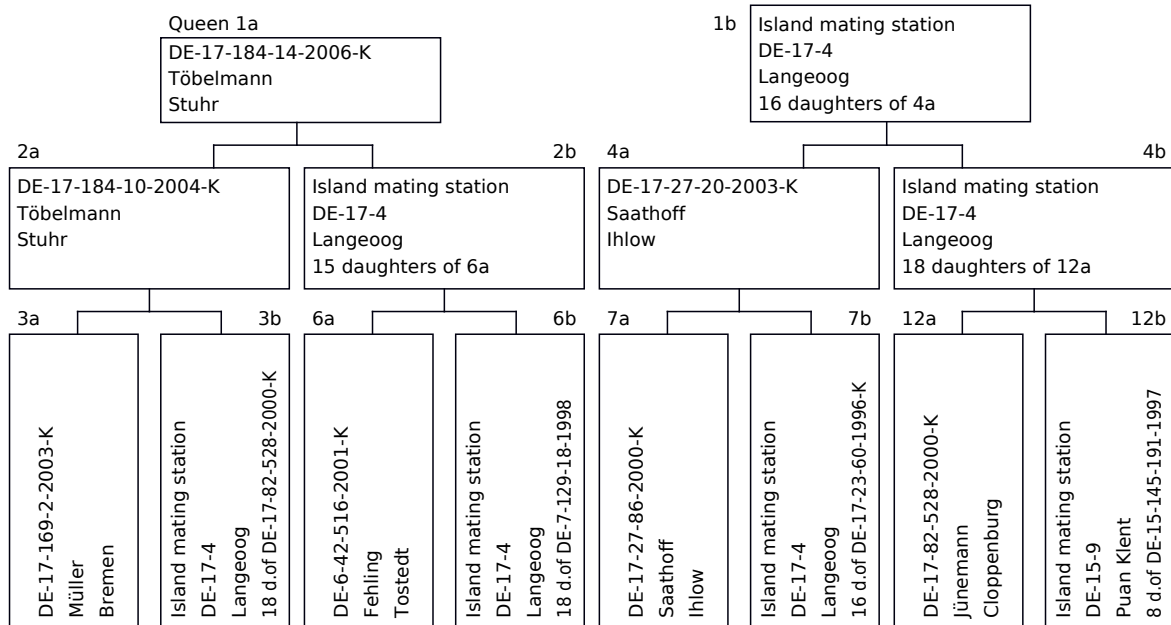 Queen 1a
DE-17-184-14-2006-K
Töbelmann
Stuhr
1b
Island mating station
DE-17-4
Langeoog
16 daughters of 4a
2a
DE-17-184-10-2004-K
Töbelmann
Stuhr
2b
Island mating station
DE-17-4
Langeoog
15 daughters of 6a
4a
DE-17-27-20-2003-K
Saathoff
Ihlow
4b
Island mating station
DE-17-4
Langeoog
18 daughters of 12a
3a
DE-17-169-2-2003-K
Müller
Bremen
3b
Island mating station
DE-17-4
Langeoog
18 d.of DE-17-82-528-2000-K
6a
DE-6-42-516-2001-K
Fehling
Tostedt
6b
Island mating station
DE-17-4
Langeoog
18 d.of DE-7-129-18-1998
7a
DE-17-27-86-2000-K
Saathoff
Ihlow
7b
Island mating station
DE-17-4
Langeoog
16 d.of DE-17-23-60-1996-K
12a
DE-17-82-528-2000-K
Jünemann
Cloppenburg
12b
Island mating station
DE-15-9
Puan Klent
8 d.of DE-15-145-191-1997